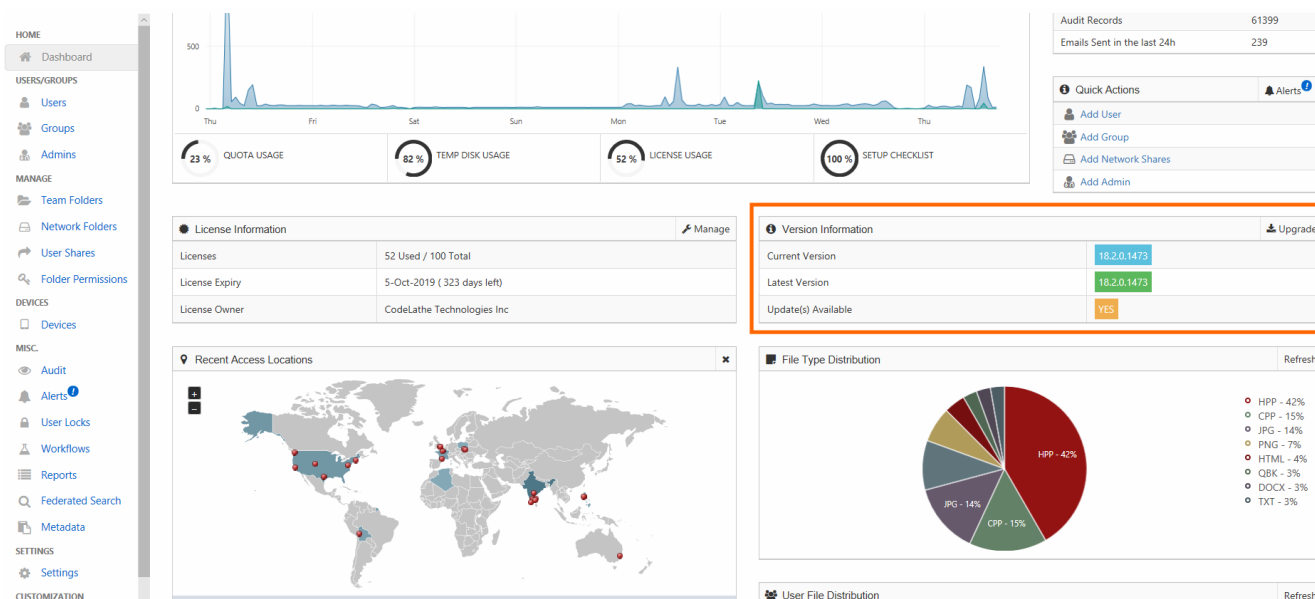 HOME
Dashboard
USERS/GROUPS
Users
Groups
Admins
MANAGE
Team Folders
Network Folders
User Shares
Folder Permissions
DEVICES
Devices
MISC.
Audit
Alerts
User Locks
Workflows
Reports
Federated Search
Metadata
SETTINGS
Settings
CUSTOMIZATION
500
0
Thu Fri Sat Sun Mon Tue Wed Thu
23 % QUOTA USAGE
82 % TEMP DISK USAGE
52 % LICENSE USAGE
100 % SETUP CHECKLIST
Audit Records 61399
Emails Sent in the last 24h 239
Quick Actions Alerts
Add User
Add Group
Add Network Shares
Add Admin
License Information Manage
Licenses 52 Used / 100 Total
License Expiry 5-Oct-2019 ( 323 days left)
License Owner CodeLathe Technologies Inc
Version Information Upgrade
Current Version 18.2.0.1473
Latest Version 18.2.0.1473
Update(s) Available YES
Recent Access Locations
+
−
File Type Distribution Refresh
HPP - 42%
JPG - 14%
CPP - 15%
HPP - 42%
CPP - 15%
JPG - 14%
PNG - 7%
HTML - 4%
QBK - 3%
DOCX - 3%
TXT - 3%
User File Distribution Refresh